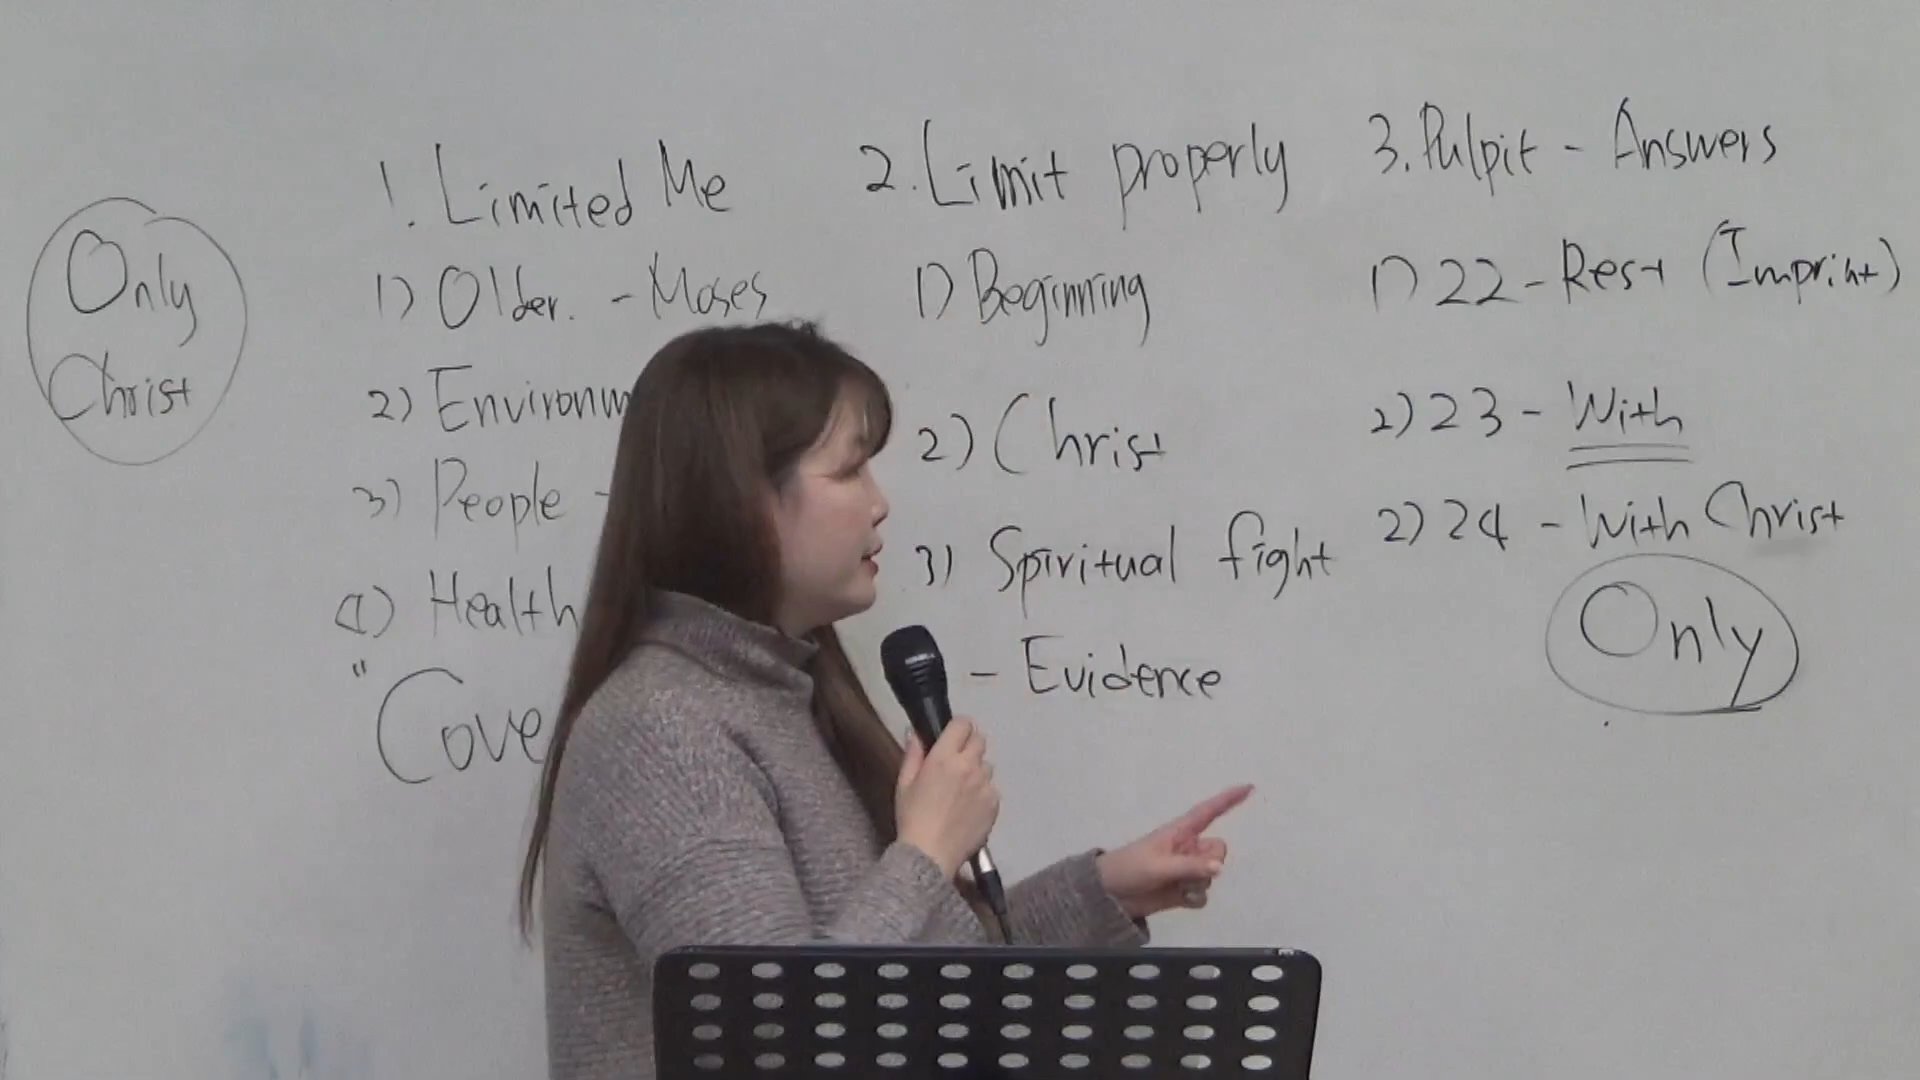 Only
Christ
1. Limited Me
1) Older. - Moses
2) Environm
3) People -
4) Health
"Cove
2. Limit properly
1) Beginning
2) Christ
3) Spiritual fight
- Evidence
3. Pulpit - Answers
1) 22 - Rest (Imprint)
2) 23 - With
2) 24 - With Christ
Only